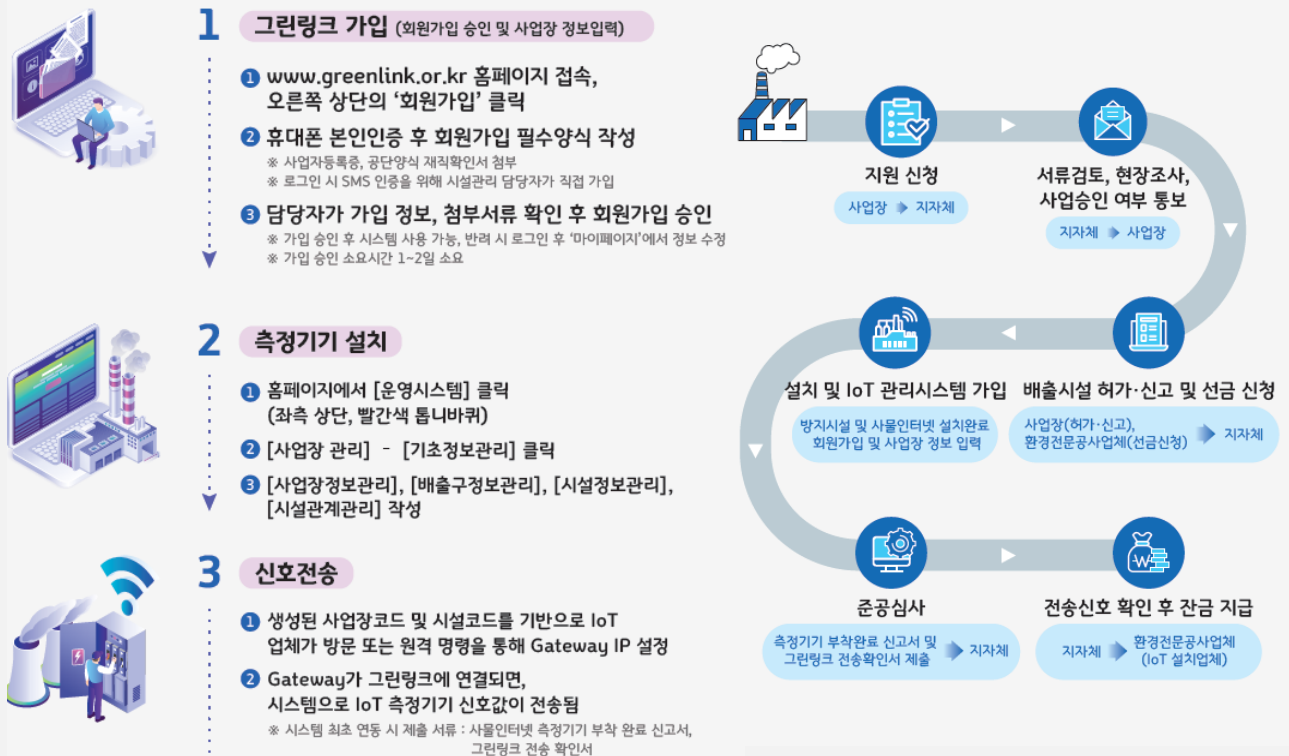 1 그린링크 가입 (회원가입 승인 및 사업장 정보입력)
1 www.greenlink.or.kr 홈페이지 접속,
오른쪽 상단의 ‘회원가입’ 클릭
2 휴대폰 본인인증 후 회원가입 필수양식 작성
※ 사업자등록증, 공단양식 재직확인서 첨부
※ 로그인 시 SMS 인증을 위해 시설관리 담당자가 직접 가입
3 담당자가 가입 정보, 첨부서류 확인 후 회원가입 승인
※ 가입 승인 후 시스템 사용 가능, 반려 시 로그인 후 ‘마이페이지’에서 정보 수정
※ 가입 승인 소요시간 1~2일 소요
2 측정기기 설치
1 홈페이지에서 [운영시스템] 클릭
(좌측 상단, 빨간색 톱니바퀴)
2 [사업장 관리] - [기초정보관리] 클릭
3 [사업장정보관리], [배출구정보관리], [시설정보관리],
[시설관계관리] 작성
3 신호전송
1 생성된 사업장코드 및 시설코드를 기반으로 IoT
업체가 방문 또는 원격 명령을 통해 Gateway IP 설정
2 Gateway가 그린링크에 연결되면,
시스템으로 IoT 측정기기 신호값이 전송됨
※ 시스템 최초 연동 시 제출 서류 : 사물인터넷 측정기기 부착 완료 신고서,
그린링크 전송 확인서
지원 신청
사업장 지자체
서류검토, 현장조사,
사업승인 여부 통보
지자체 사업장
배출시설 허가·신고 및 선금 신청
사업장(허가·신고),
환경전문공사업체(선금신청) 지자체
설치 및 IoT 관리시스템 가입
방지시설 및 사물인터넷 설치완료
회원가입 및 사업장 정보 입력
준공심사
측정기기 부착완료 신고서 및
그린링크 전송확인서 제출 지자체
전송신호 확인 후 잔금 지급
지자체 환경전문공사업체
(IoT 설치업체)